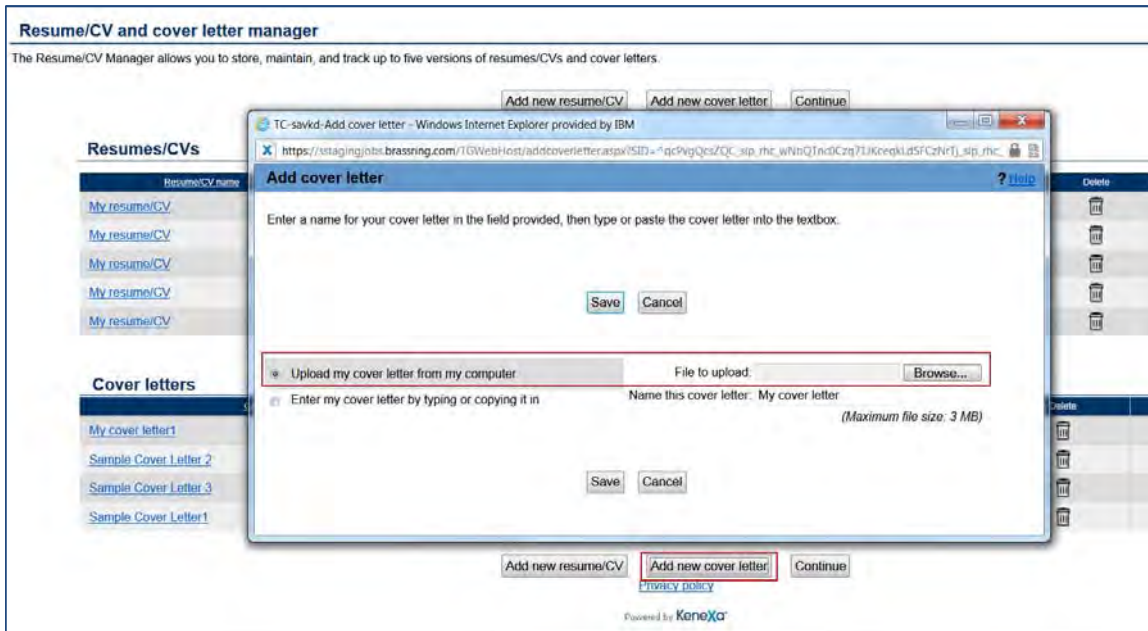 Resume/CV and cover letter manager
The Resume/CV Manager allows you to store, maintain, and track up to five versions of resumes/CVs and cover letters.
Add new resume/CV Add new cover letter Continue
TC-savkd-Add cover letter - Windows Internet Explorer provided by IBM
Resumes/CVs
Add cover letter
? Help
Resume/CV name
Delete
My resume/CV
Enter a name for your cover letter in the field provided, then type or paste the cover letter into the textbox.
My resume/CV
My resume/CV
My resume/CV
Save Cancel
My resume/CV
Upload my cover letter from my computer File to upload: Browse...
Cover letters
Enter my cover letter by typing or copying it in Name this cover letter: My cover letter
Delete
(Maximum file size: 3 MB)
My cover letter1
Sample Cover Letter 2
Sample Cover Letter 3
Save Cancel
Sample Cover Letter1
Add new resume/CV Add new cover letter Continue
Privacy policy
Powered by Kenexa